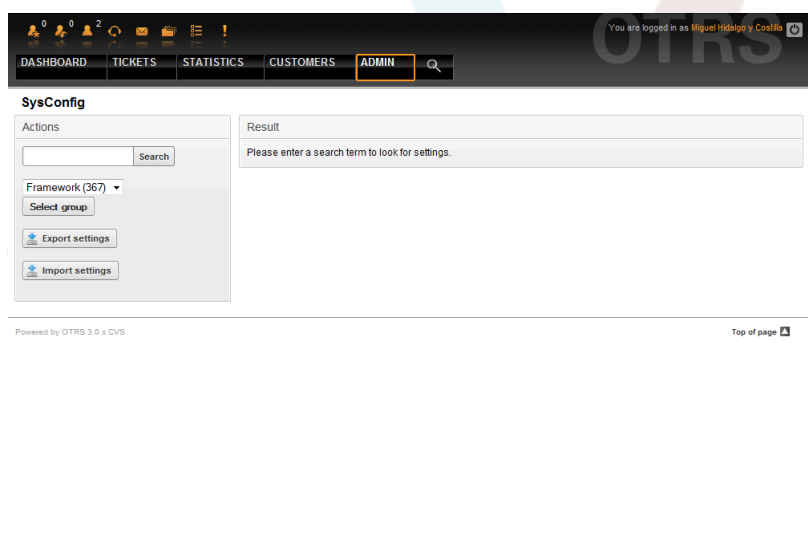 0 0 2
You are logged in as Miguel Hidalgo y Costilla
OTRS
DASHBOARD TICKETS STATISTICS CUSTOMERS ADMIN
SysConfig
Actions
Search
Framework (367)
Select group
Export settings
Import settings
Result
Please enter a search term to look for settings.
Powered by OTRS 3.0.x CVS
Top of page